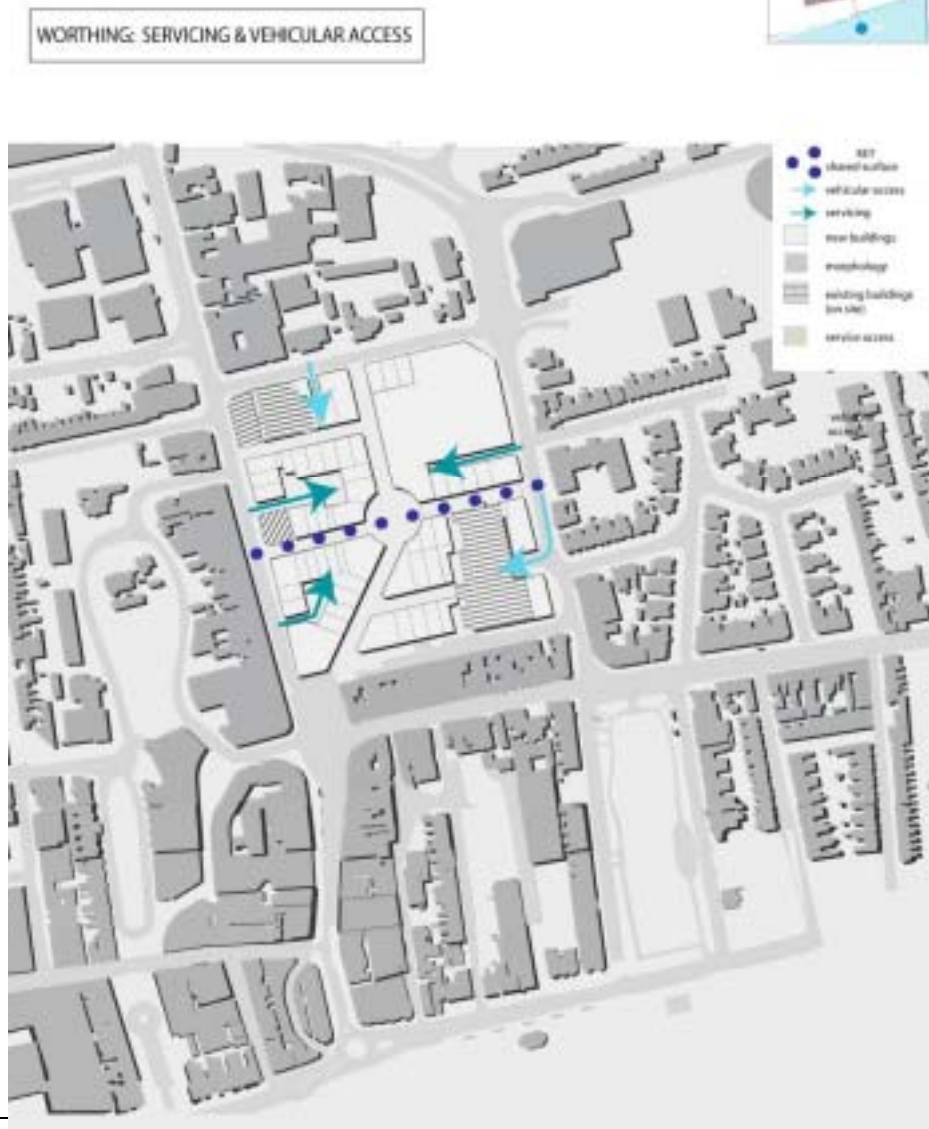 WORTHING: SERVICING & VEHICULAR ACCESS
KEY
shared surface
vehicular access
servicing
new buildings
morphology
existing buildings
(on site)
service access